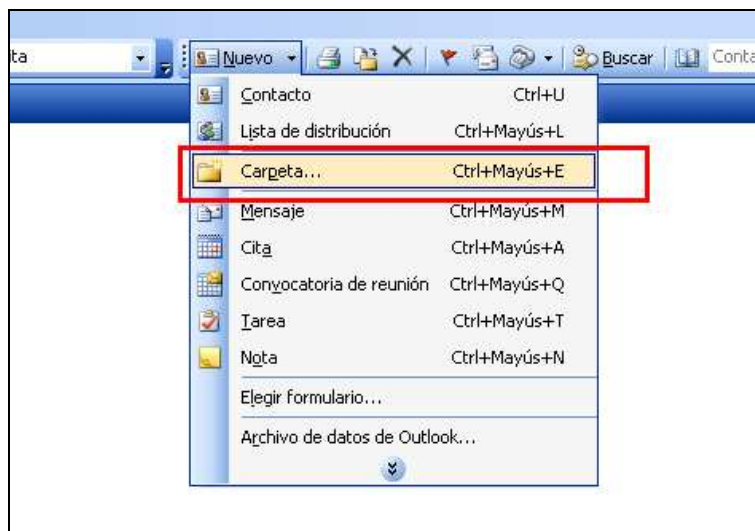 ita Nuevo Buscar Conta
Contacto Ctrl+U
Lista de distribución Ctrl+Mayús+L
Carpeta... Ctrl+Mayús+E
Mensaje Ctrl+Mayús+M
Cita Ctrl+Mayús+A
Convocatoria de reunión Ctrl+Mayús+Q
Tarea Ctrl+Mayús+T
Nota Ctrl+Mayús+N
Elegir formulario...
Archivo de datos de Outlook...